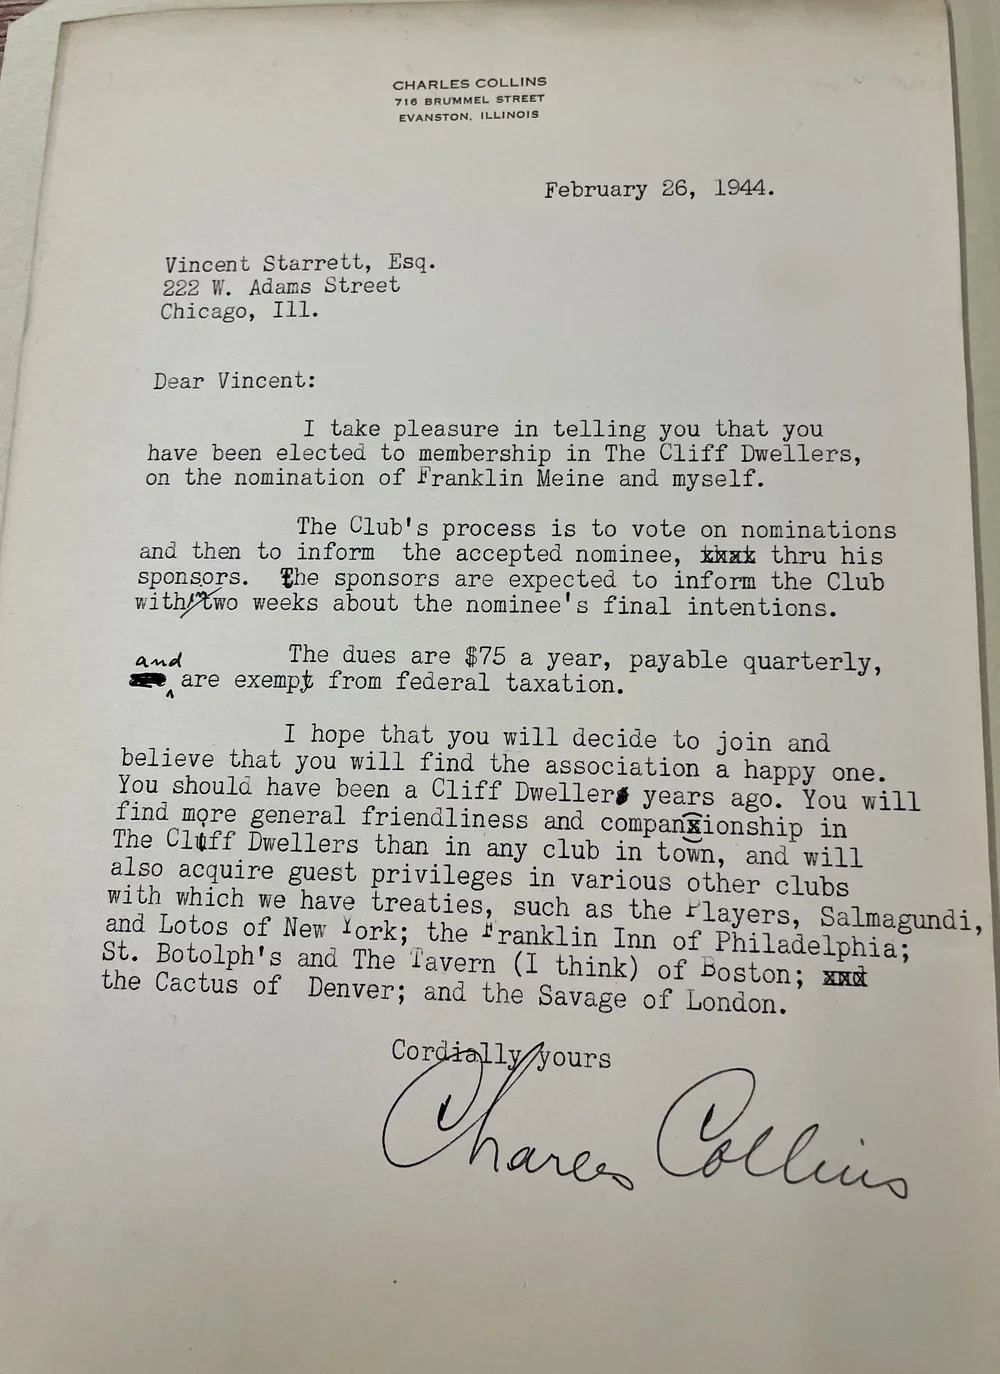 CHARLES COLLINS
716 BRUMMEL STREET
EVANSTON, ILLINOIS
February 26, 1944.
Vincent Starrett, Esq.
222 W. Adams Street
Chicago, Ill.
Dear Vincent:
I take pleasure in telling you that you
have been elected to membership in The Cliff Dwellers,
on the nomination of Franklin Meine and myself.
The Club's process is to vote on nominations
and then to inform the accepted nominee, thru his
sponsors. The sponsors are expected to inform the Club
with/in two weeks about the nominee's final intentions.
The dues are $75 a year, payable quarterly,
and are exempt from federal taxation.
I hope that you will decide to join and
believe that you will find the association a happy one.
You should have been a Cliff Dweller years ago. You will
find more general friendliness and companionship in
The Cliff Dwellers than in any club in town, and will
also acquire guest privileges in various other clubs
with which we have treaties, such as the Players, Salmagundi,
and Lotos of New York; the Franklin Inn of Philadelphia;
St. Botolph's and The Tavern (I think) of Boston;
the Cactus of Denver; and the Savage of London.
Cordially yours
Charles Collins